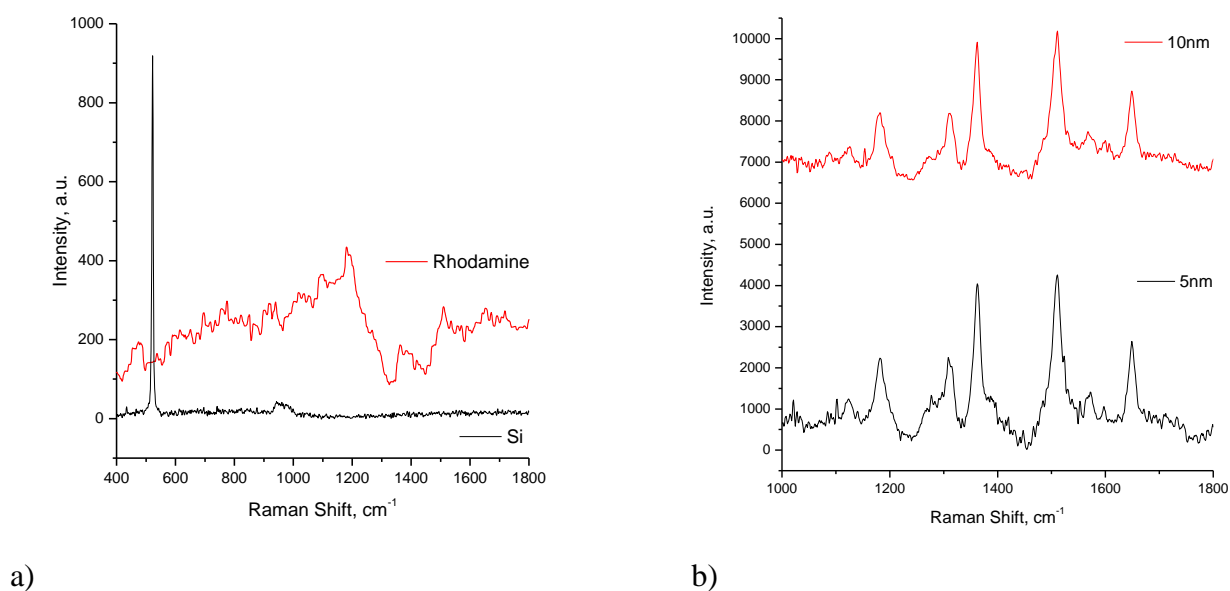 1000
800
600
400
200
0
Intensity, a.u.
Rhodamine
Si
400 600 800 1000 1200 1400 1600 1800
Raman Shift, cm-1
a)
10000
9000
8000
7000
6000
5000
4000
3000
2000
1000
0
Intensity, a.u.
10nm
5nm
1000 1200 1400 1600 1800
Raman Shift, cm-1
b)